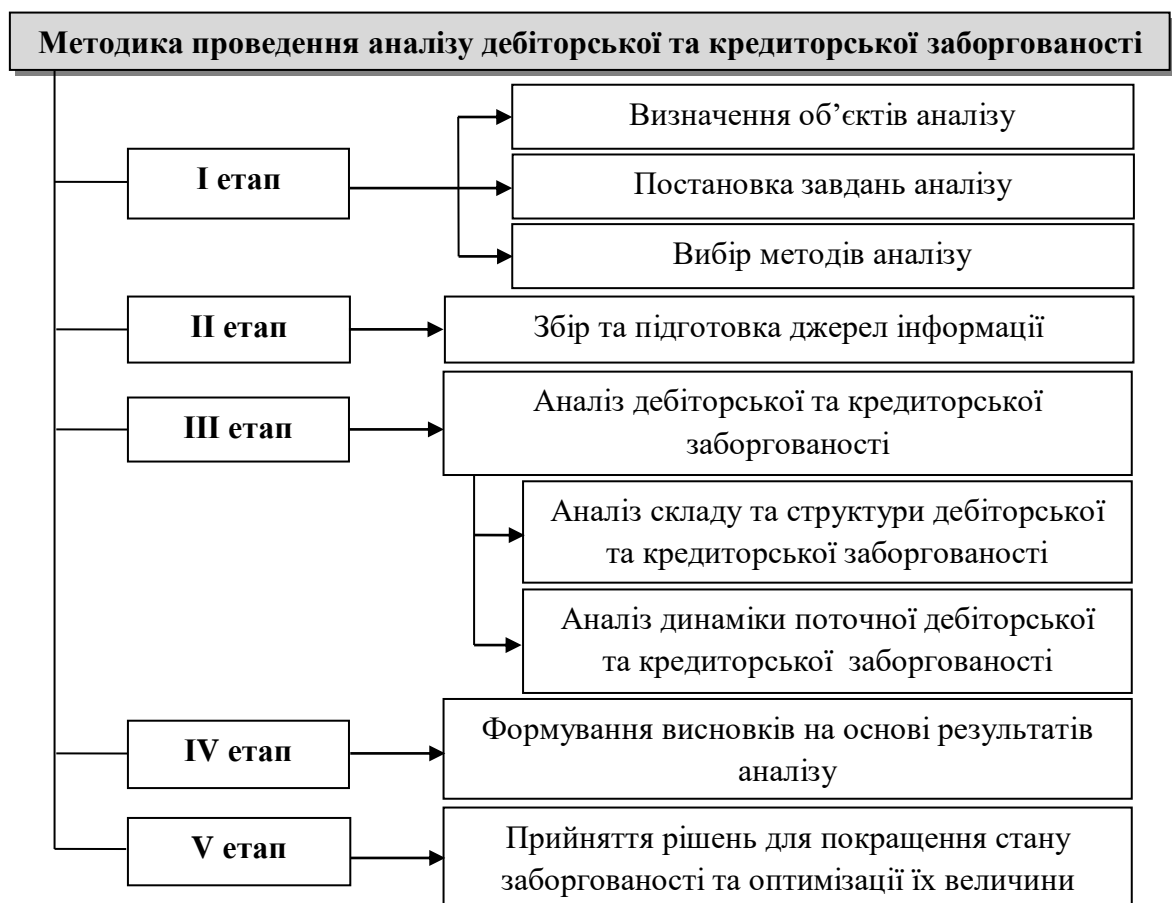 Методика проведення аналізу дебіторської та кредиторської заборгованості
І етап
Визначення об’єктів аналізу
Постановка завдань аналізу
Вибір методів аналізу
ІІ етап
Збір та підготовка джерел інформації
ІІІ етап
Аналіз дебіторської та кредиторської
заборгованості
Аналіз складу та структури дебіторської
та кредиторської заборгованості
Аналіз динаміки поточної дебіторської
та кредиторської заборгованості
IV етап
Формування висновків на основі результатів
аналізу
V етап
Прийняття рішень для покращення стану
заборгованості та оптимізації їх величини